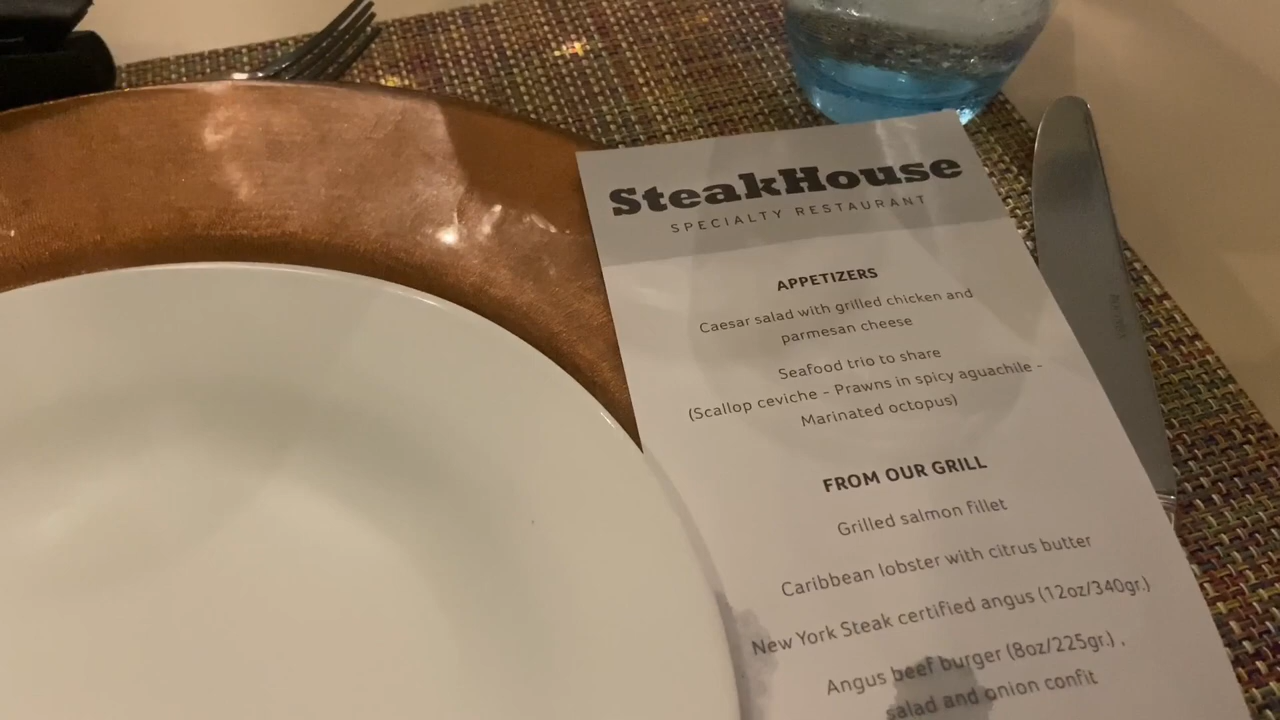 SteakHouse
SPECIALTY RESTAURANT
APPETIZERS
Caesar salad with grilled chicken and
parmesan cheese
Seafood trio to share
(Scallop ceviche - Prawns in spicy aguachile -
Marinated octopus)
FROM OUR GRILL
Grilled salmon fillet
Caribbean lobster with citrus butter
New York Steak certified angus (12oz/340gr.)
Angus beef burger (8oz/225gr.) ,
salad and onion confit